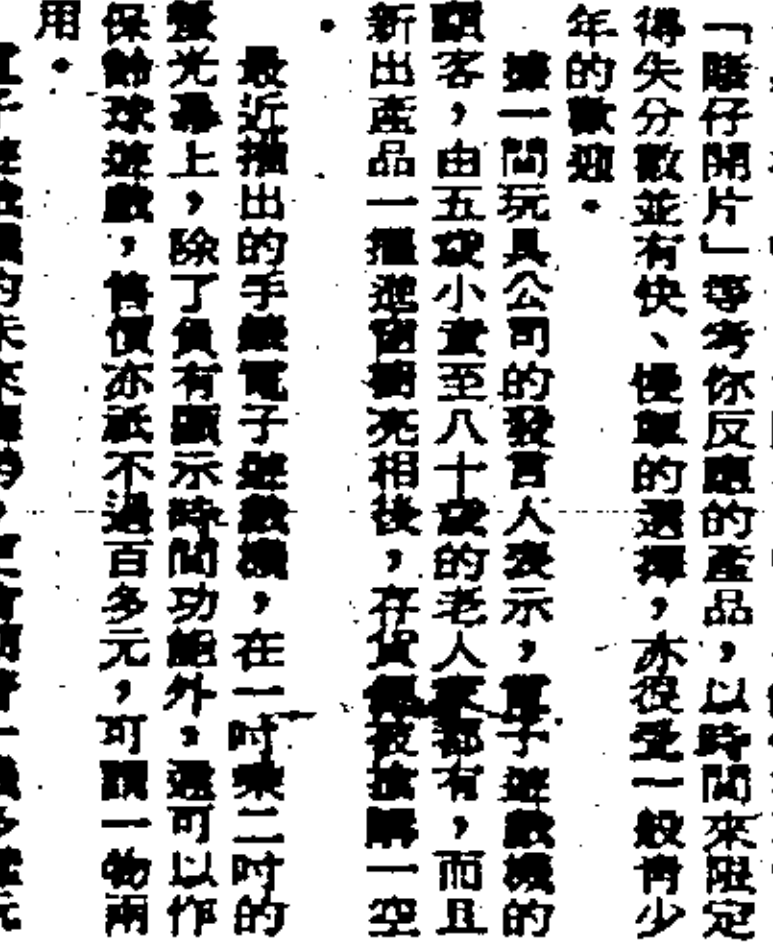 「隆仔開片」等考你反應的產品，以時間來限定
得失分數並有快、慢擊的選擇，亦很受一般青少
年的歡迎。
據一間玩具公司的發言人表示，電子遊戲機的
顧客，由五歲小童至八十歲的老人家都有，而且
新出產品一擺進窗櫥亮相後，存貨便被搶購一空
。
最近推出的手提電子遊戲機，在一吋乘二吋的
螢光幕上，除了負有顯示時間功能外，還可以作
保齡球遊戲，售價亦祇不過百多元，可謂一物兩
用。